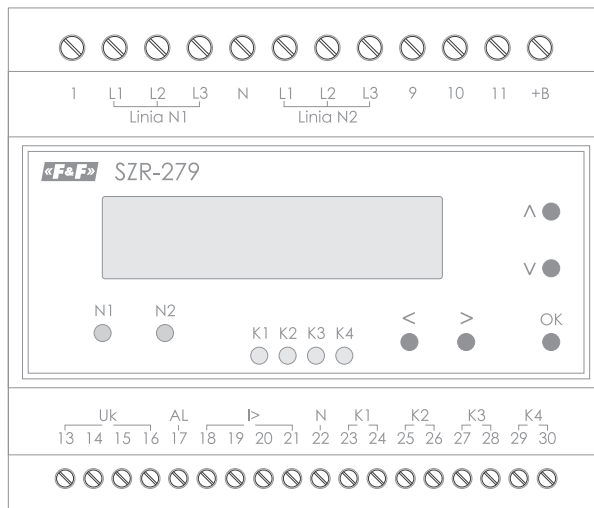 1 L1 L2 L3 N L1 L2 L3 9 10 11 +B
Linia N1 Linia N2
«F&F» SZR-279
˄
˅
N1 N2 < > OK
K1 K2 K3 K4
Uk AL I> N K1 K2 K3 K4
13 14 15 16 17 18 19 20 21 22 23 24 25 26 27 28 29 30